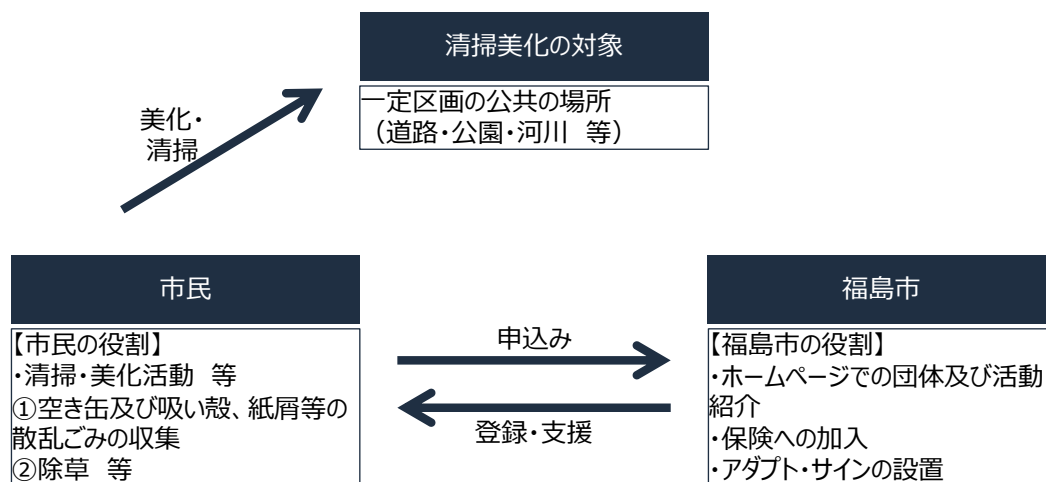 清掃美化の対象
一定区画の公共の場所
（道路・公園・河川　等）
美化・
清掃
市民
【市民の役割】
・清掃・美化活動　等
①空き缶及び吸い殻、紙屑等の
散乱ごみの収集
②除草　等
申込み
登録・支援
福島市
【福島市の役割】
・ホームページでの団体及び活動
紹介
・保険への加入
・アダプト・サインの設置